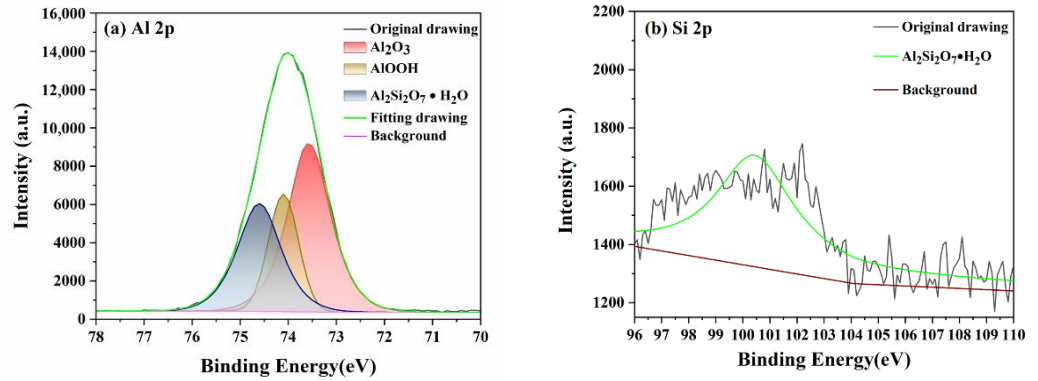 (a) Al 2p
Original drawing
Al₂O₃
AlOOH
Al₂Si₂O₇ • H₂O
Fitting drawing
Background
Intensity (a.u.)
16,000
14,000
12,000
10,000
8000
6000
4000
2000
0
78 77 76 75 74 73 72 71 70
Binding Energy(eV)
(b) Si 2p
Original drawing
Al₂Si₂O₇•H₂O
Background
Intensity (a.u.)
2200
2000
1800
1600
1400
1200
96 97 98 99 100 101 102 103 104 105 106 107 108 109 110
Binding Energy(eV)